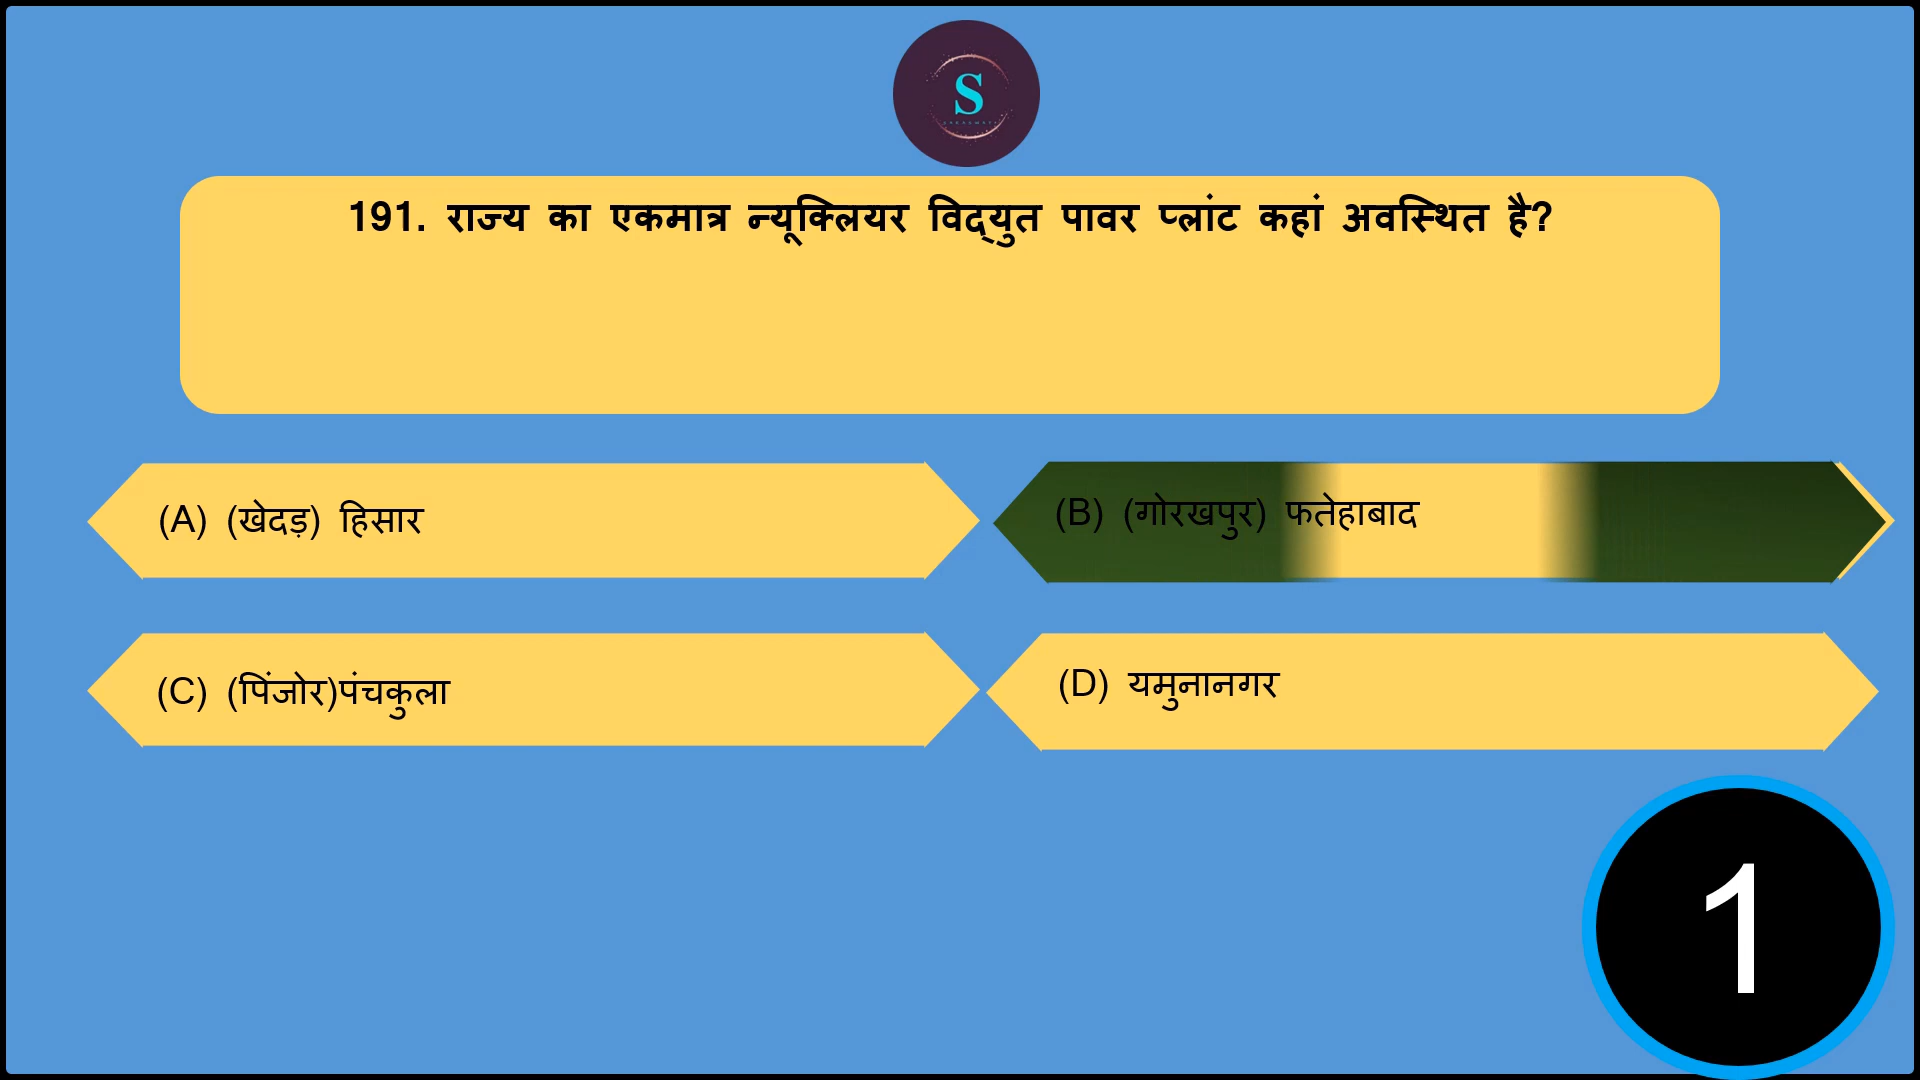 S
191. राज्य का एकमात्र न्यूक्लियर विद्युत पावर प्लांट कहां अवस्थित है?
(A) (खेदड़) हिसार
(B) (गोरखपुर) फतेहाबाद
(C) (पिंजोर)पंचकुला
(D) यमुनानगर
1